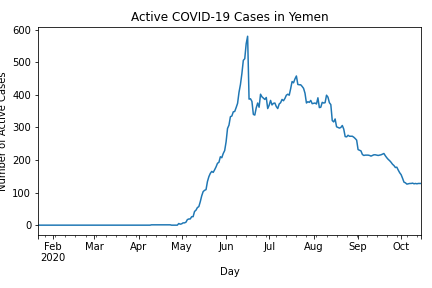 Active COVID-19 Cases in Yemen
Number of Active Cases
600
500
400
300
200
100
0
Feb Mar Apr May Jun Jul Aug Sep Oct
2020
Day